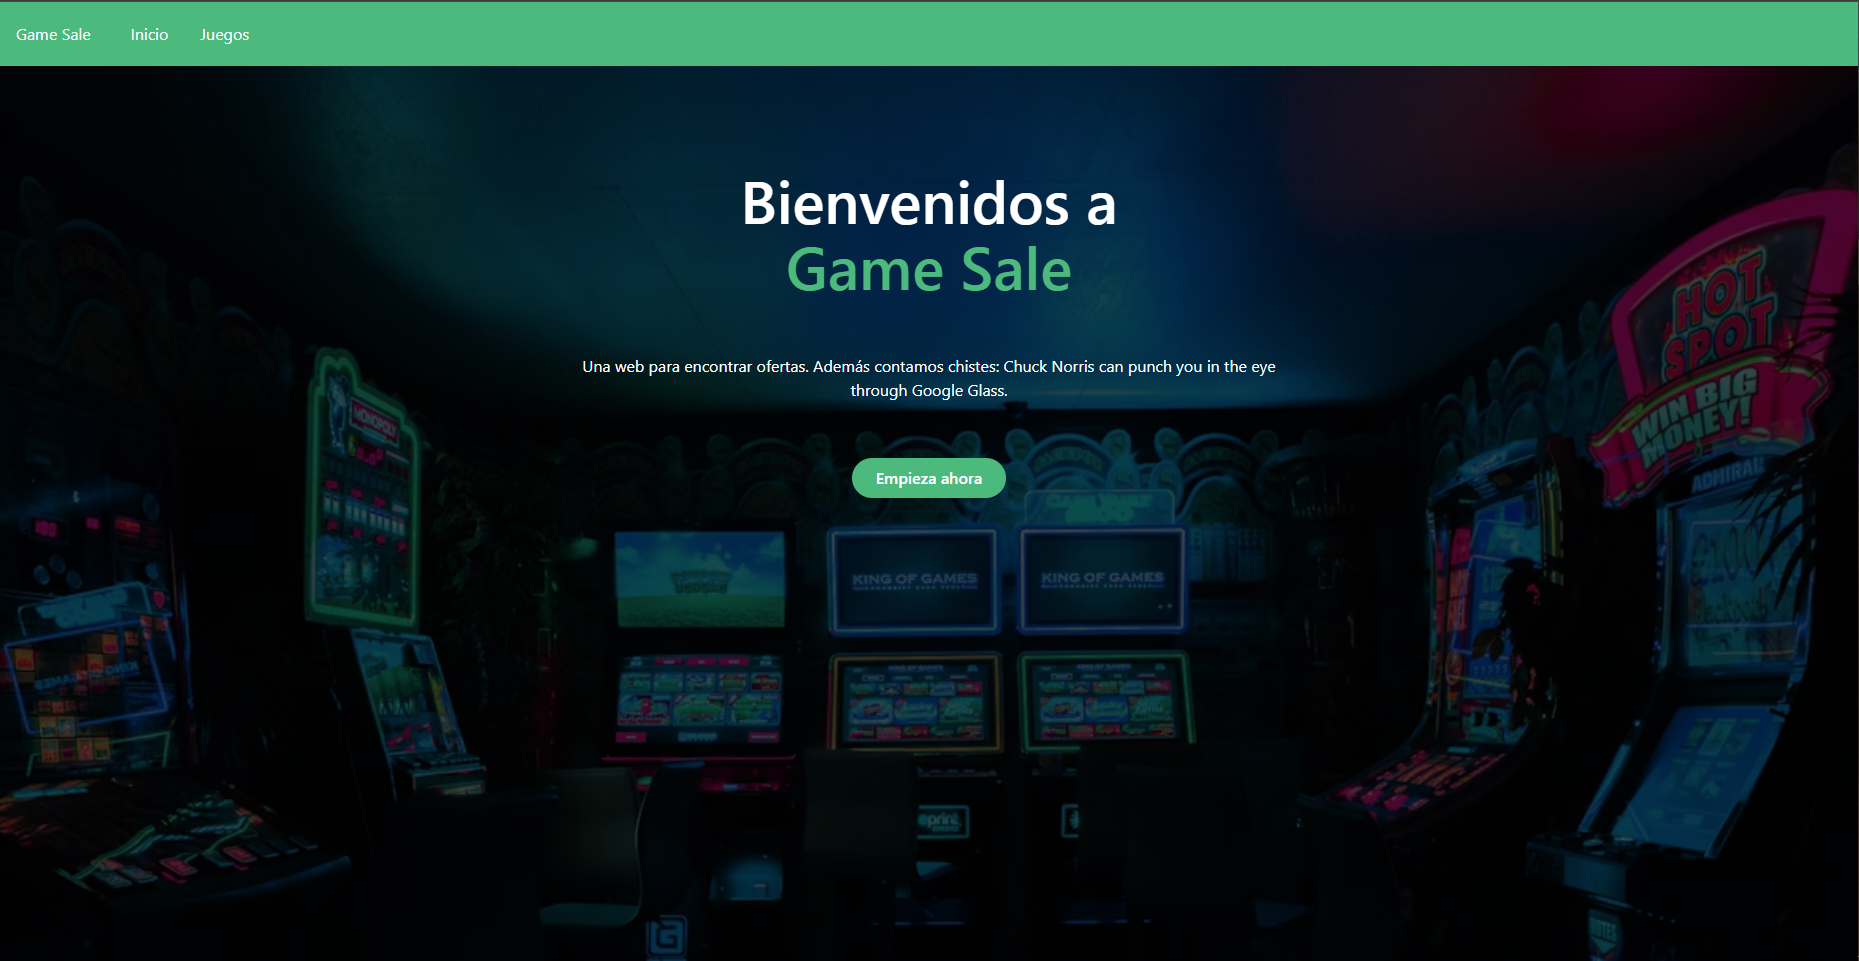 Game Sale Inicio Juegos
Bienvenidos a
Game Sale
Una web para encontrar ofertas. Además contamos chistes: Chuck Norris can punch you in the eye
through Google Glass.
Empieza ahora
HOT
SPOT
WIN BIG
MONEY!
ADMIRAL
MONOPOLY
KING OF GAMES
KING OF GAMES